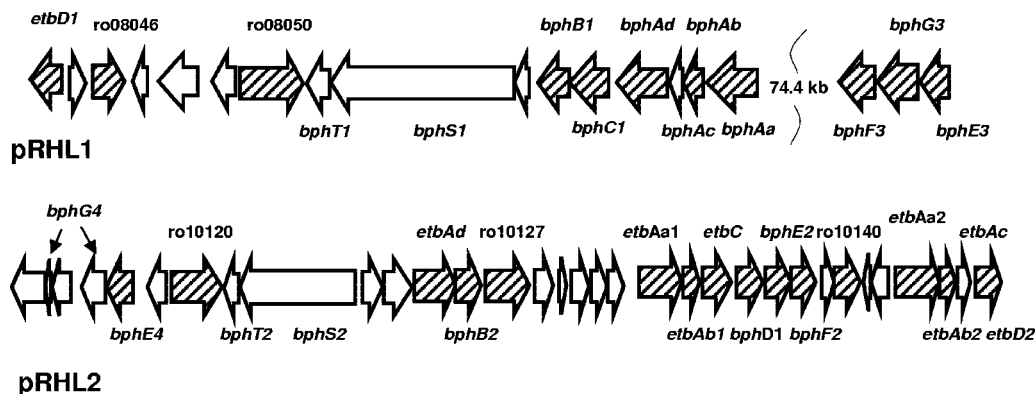 etbD1 ro08046 ro08050 bphB1 bphAd bphAb bphG3
74.4 kb
bphT1 bphS1 bphC1 bphAc bphAa bphF3 bphE3
pRHL1
bphG4
ro10120 etbAd ro10127 etbAa1 etbC bphE2 ro10140 etbAa2 etbAc
bphE4 bphT2 bphS2 bphB2 etbAb1 bphD1 bphF2 etbAb2 etbD2
pRHL2